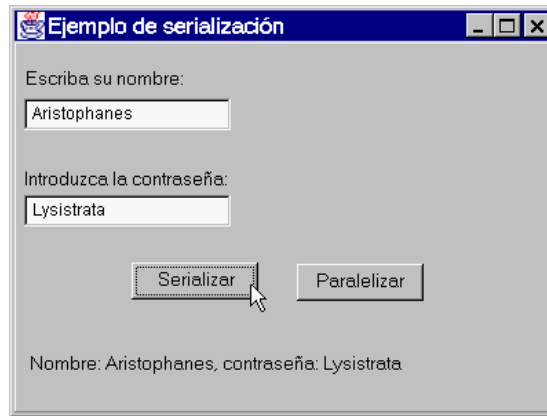 Ejemplo de serialización
Escriba su nombre:
Aristophanes
Introduzca la contraseña:
Lysistrata
Serializar Paralelizar
Nombre: Aristophanes, contraseña: Lysistrata